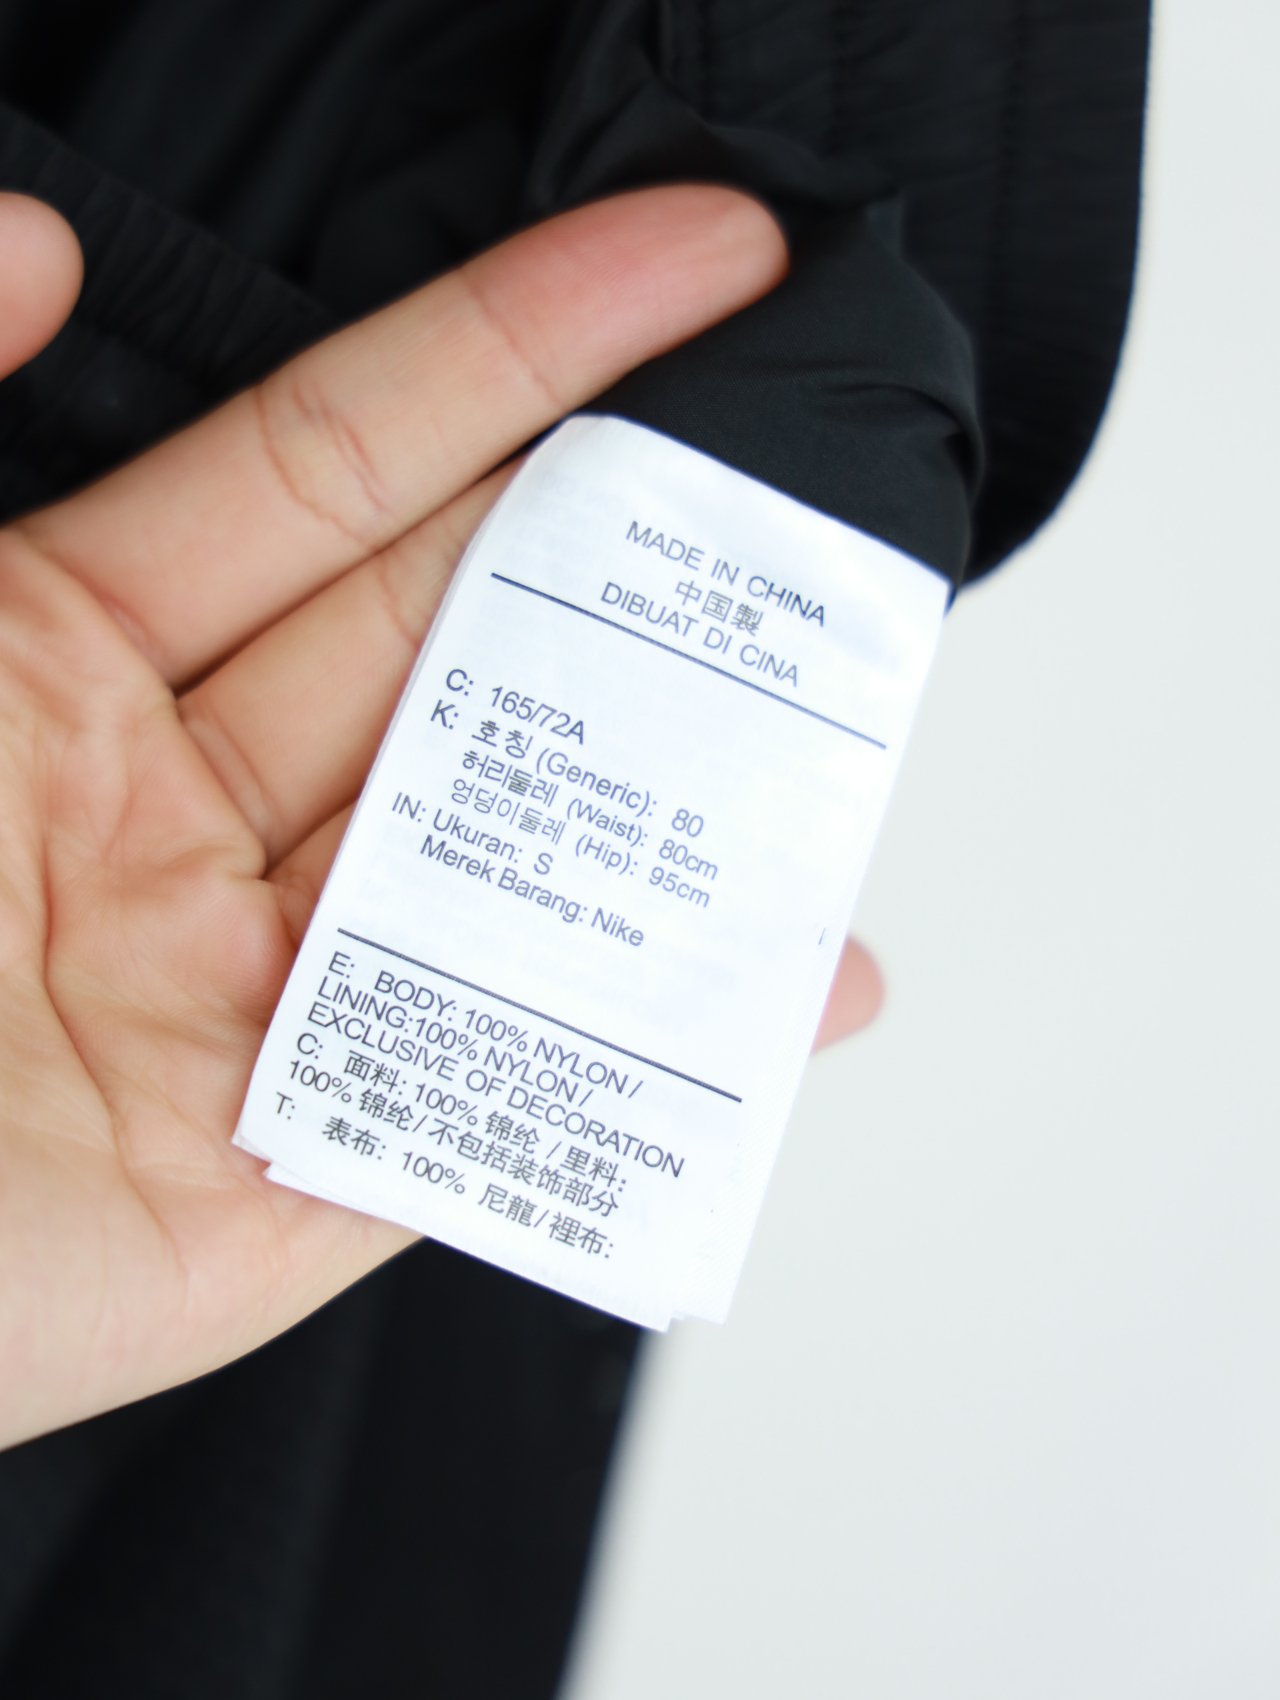 MADE IN CHINA
中国製
DIBUAT DI CINA
C: 165/72A
K: 호칭 (Generic): 80
허리둘레 (Waist): 80cm
엉덩이둘레 (Hip): 95cm
IN: Ukuran: S
Merek Barang: Nike
E: BODY: 100% NYLON /
LINING:100% NYLON /
EXCLUSIVE OF DECORATION
C: 面料: 100% 锦纶 / 里料:
100% 锦纶 / 不包括装饰部分
T: 表布: 100% 尼龍/裡布: